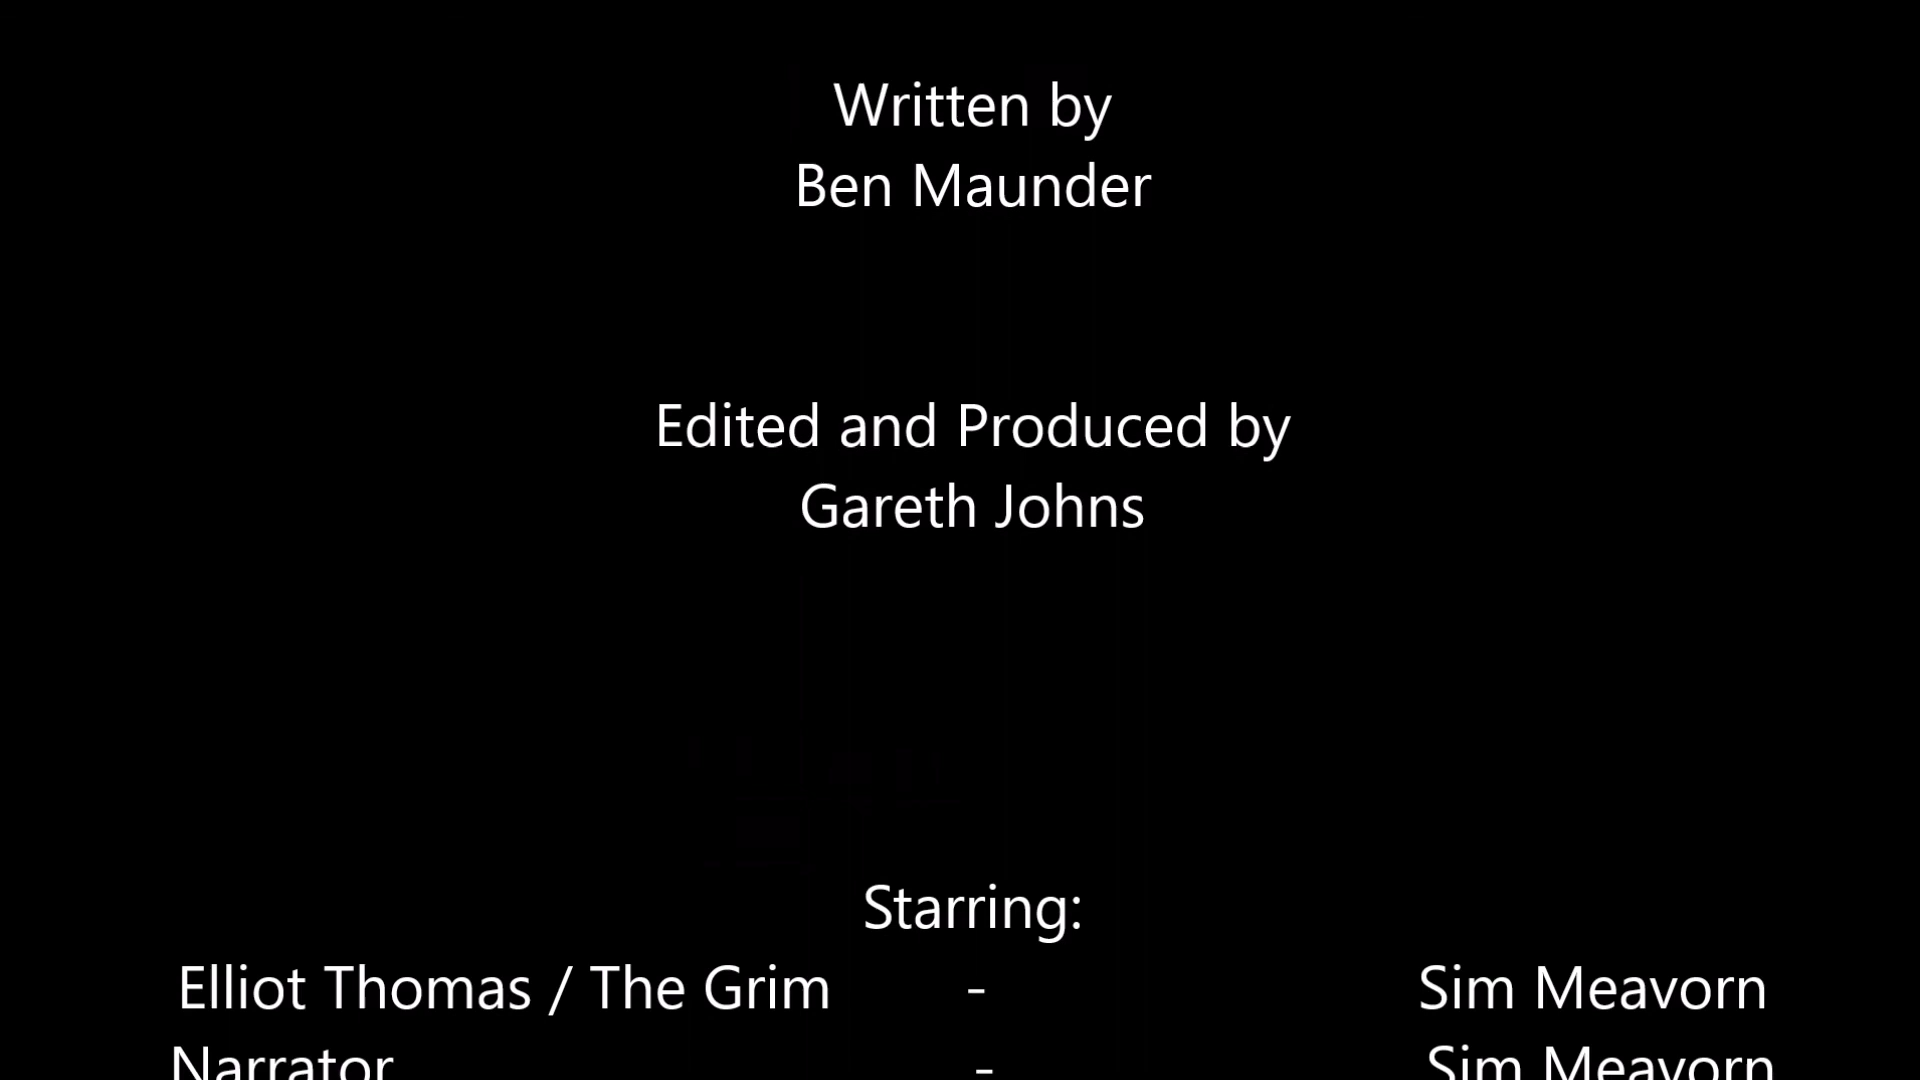 Written by
Ben Maunder
Edited and Produced by
Gareth Johns
Starring:
Elliot Thomas / The Grim - Sim Meavorn
Narrator - Sim Meavorn